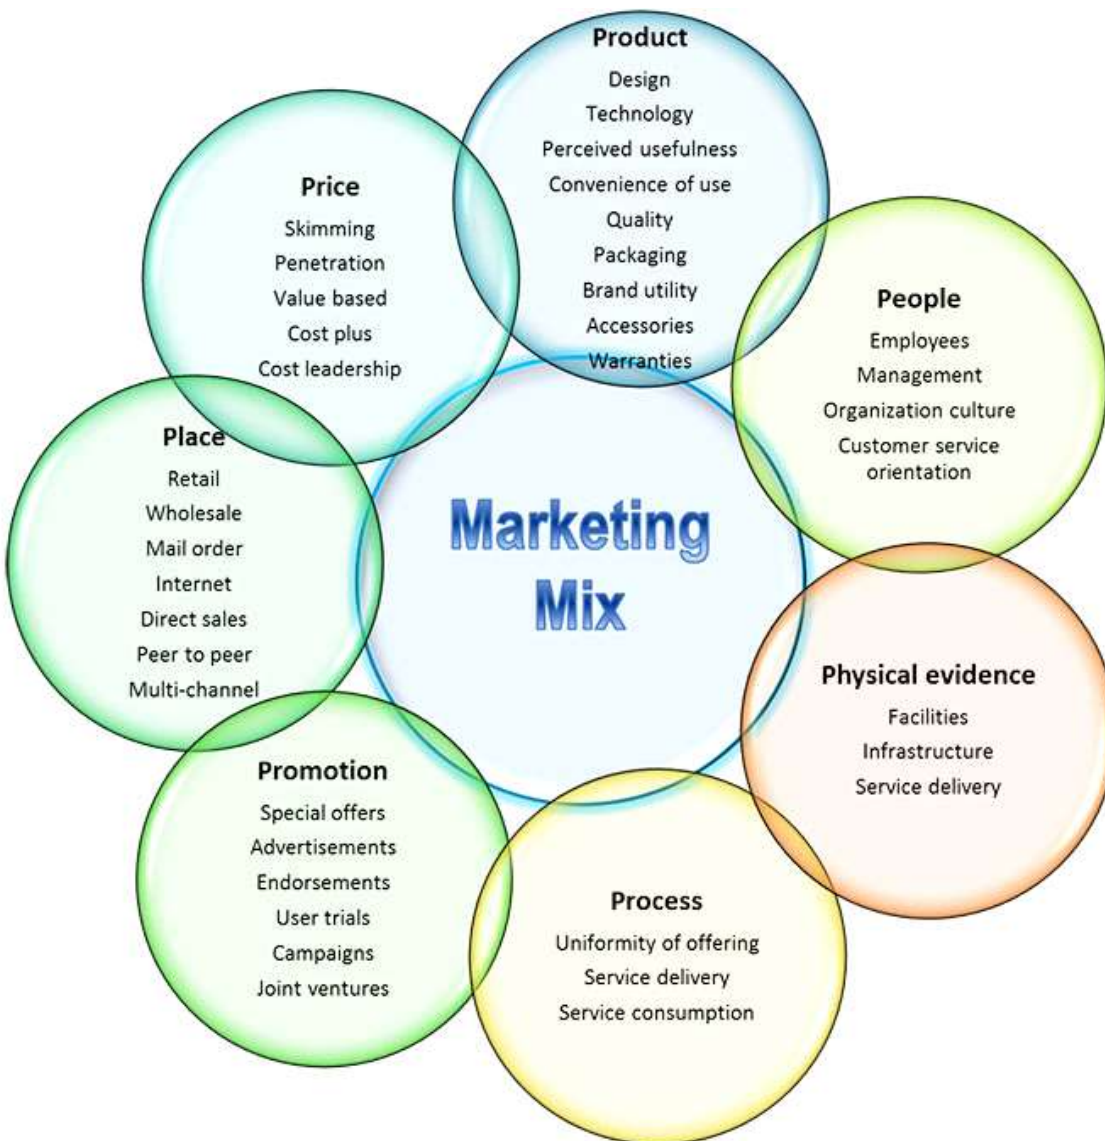 Product
Design
Technology
Perceived usefulness
Convenience of use
Quality
Packaging
Brand utility
Accessories
Warranties
Price
Skimming
Penetration
Value based
Cost plus
Cost leadership
People
Employees
Management
Organization culture
Customer service
orientation
Place
Retail
Wholesale
Mail order
Internet
Direct sales
Peer to peer
Multi-channel
Marketing
Mix
Physical evidence
Facilities
Infrastructure
Service delivery
Promotion
Special offers
Advertisements
Endorsements
User trials
Campaigns
Joint ventures
Process
Uniformity of offering
Service delivery
Service consumption